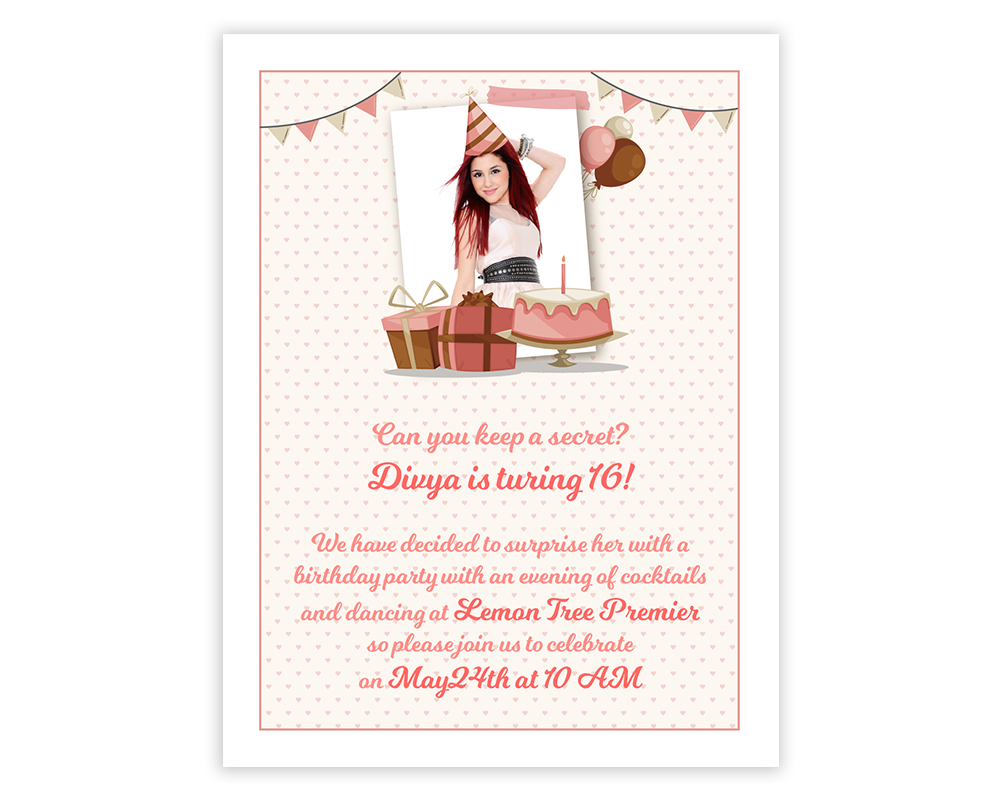 Can you keep a secret?
Divya is turing 16!
We have decided to surprise her with a
birthday party with an evening of cocktails
and dancing at Lemon Tree Premier
so please join us to celebrate
on May24th at 10 AM